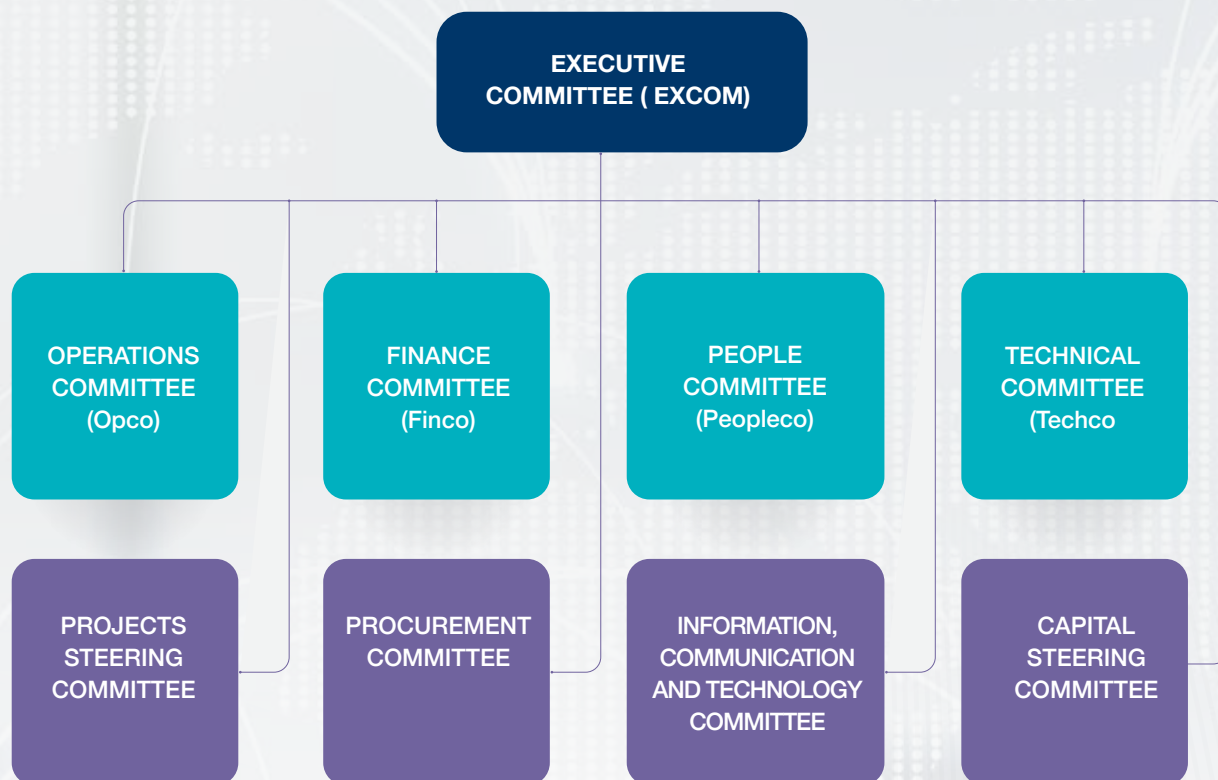 EXECUTIVE
COMMITTEE ( EXCOM)
OPERATIONS
COMMITTEE
(Opco)
FINANCE
COMMITTEE
(Finco)
PEOPLE
COMMITTEE
(Peopleco)
TECHNICAL
COMMITTEE
(Techco
PROJECTS
STEERING
COMMITTEE
PROCUREMENT
COMMITTEE
INFORMATION,
COMMUNICATION
AND TECHNOLOGY
COMMITTEE
CAPITAL
STEERING
COMMITTEE